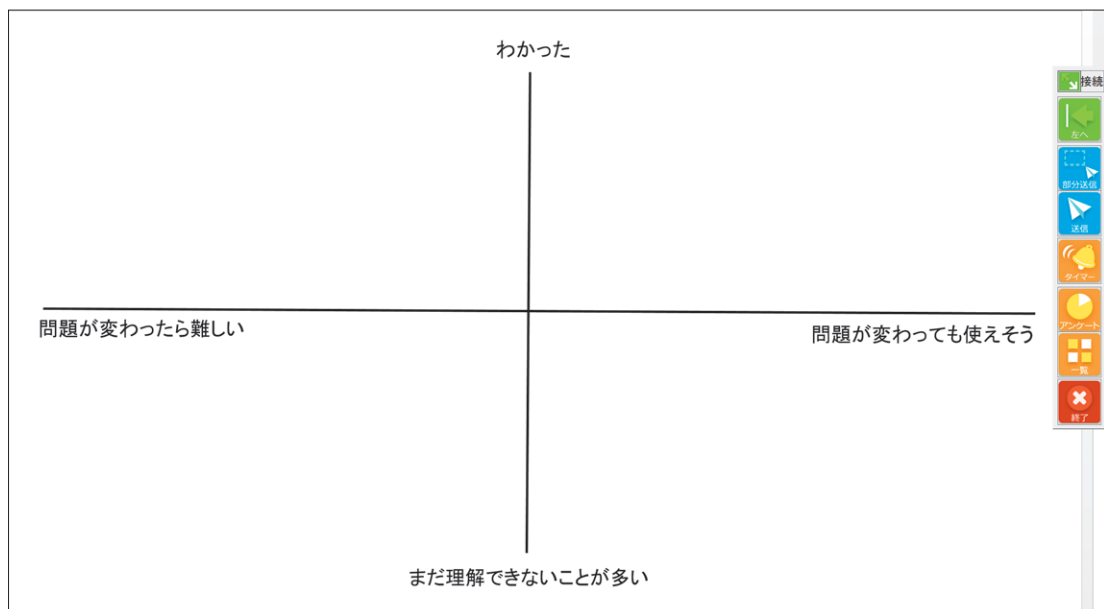 わかった
接続
左へ
部分送信
送信
タイマー
問題が変わったら難しい
問題が変わっても使えそう
アンケート
一覧
終了
まだ理解できないことが多い